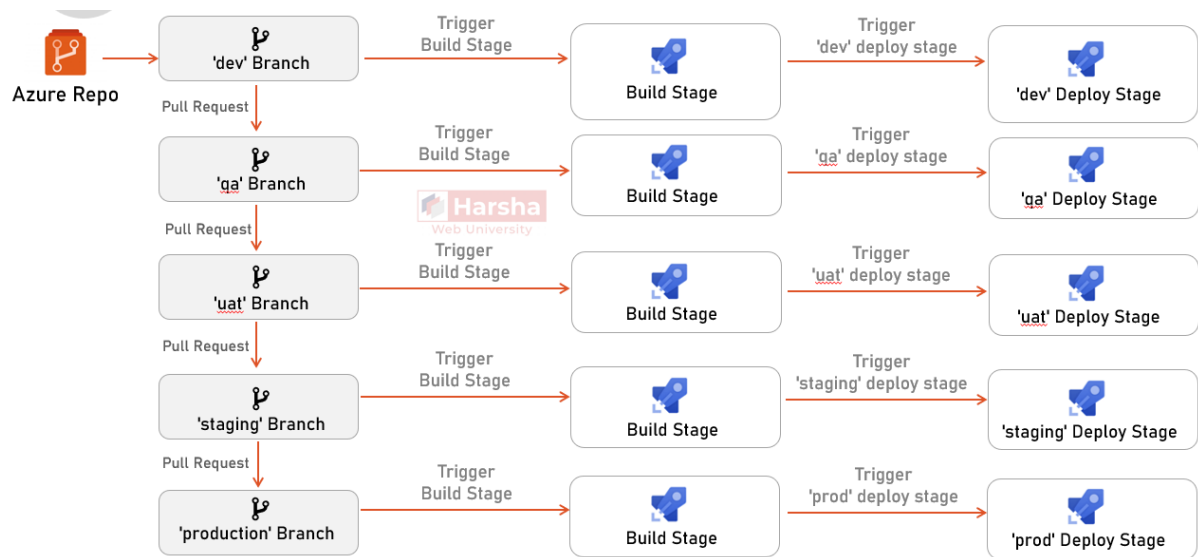 Azure Repo
'dev' Branch
Trigger
Build Stage
Build Stage
Trigger
'dev' deploy stage
'dev' Deploy Stage
Pull Request
'qa' Branch
Trigger
Build Stage
Build Stage
Trigger
'qa' deploy stage
'qa' Deploy Stage
Harsha
Web University
Pull Request
'uat' Branch
Trigger
Build Stage
Build Stage
Trigger
'uat' deploy stage
'uat' Deploy Stage
Pull Request
'staging' Branch
Trigger
Build Stage
Build Stage
Trigger
'staging' deploy stage
'staging' Deploy Stage
Pull Request
'production' Branch
Trigger
Build Stage
Build Stage
Trigger
'prod' deploy stage
'prod' Deploy Stage